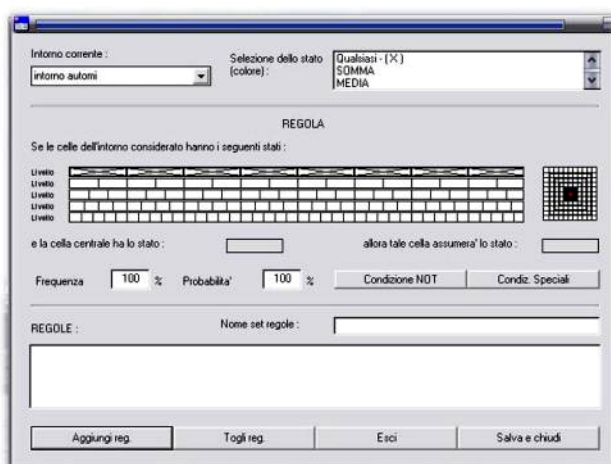 Intorno corrente :
intorno automi
Selezione dello stato
(colore) :
Qualsiasi - ( X )
SOMMA
MEDIA
REGOLA
Se le celle dell'intorno considerato hanno i seguenti stati :
Livello
Livello
Livello
Livello
Livello
e la cella centrale ha lo stato :
allora tale cella assumera' lo stato :
Frequenza 100 % Probabilita' 100 % Condizione NOT Condiz. Speciali
REGOLE :
Nome set regole :
Aggiungi reg. Togli reg. Esci Salva e chiudi